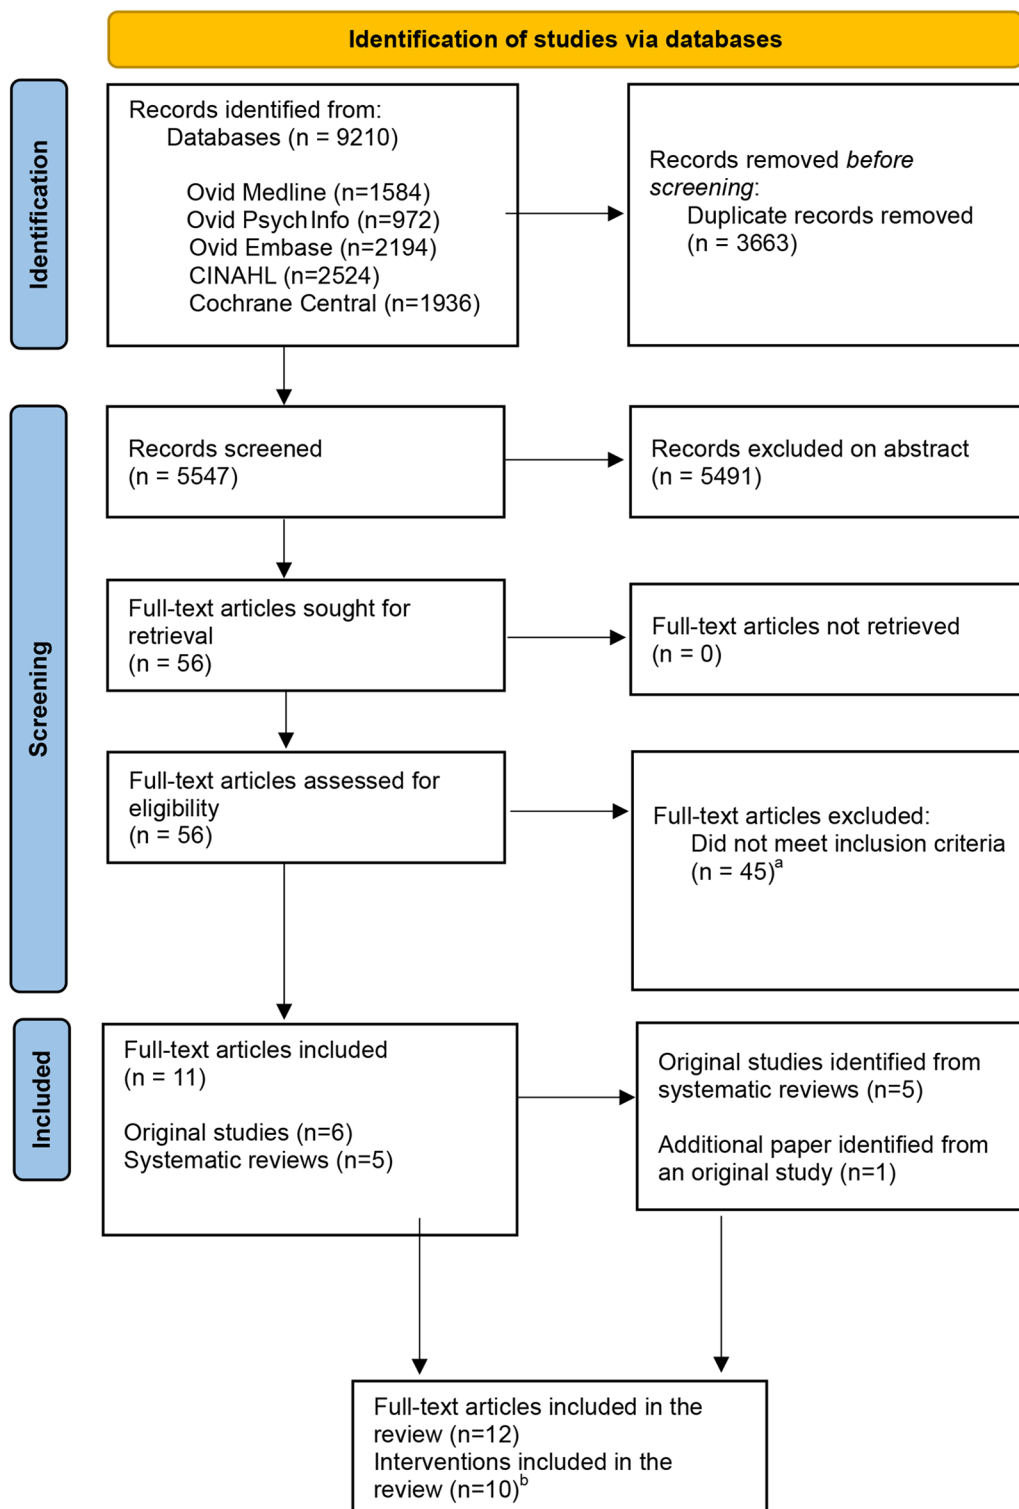 Identification of studies via databases
Identification
Records identified from:
Databases (n = 9210)
Ovid Medline (n=1584)
Ovid PsychInfo (n=972)
Ovid Embase (n=2194)
CINAHL (n=2524)
Cochrane Central (n=1936)
Records removed before
screening:
Duplicate records removed
(n = 3663)
Screening
Records screened
(n = 5547)
Records excluded on abstract
(n = 5491)
Full-text articles sought for
retrieval
(n = 56)
Full-text articles not retrieved
(n = 0)
Full-text articles assessed for
eligibility
(n = 56)
Full-text articles excluded:
Did not meet inclusion criteria
(n = 45)a
Included
Full-text articles included
(n = 11)
Original studies (n=6)
Systematic reviews (n=5)
Original studies identified from
systematic reviews (n=5)
Additional paper identified from
an original study (n=1)
Full-text articles included in the
review (n=12)
Interventions included in the
review (n=10)b